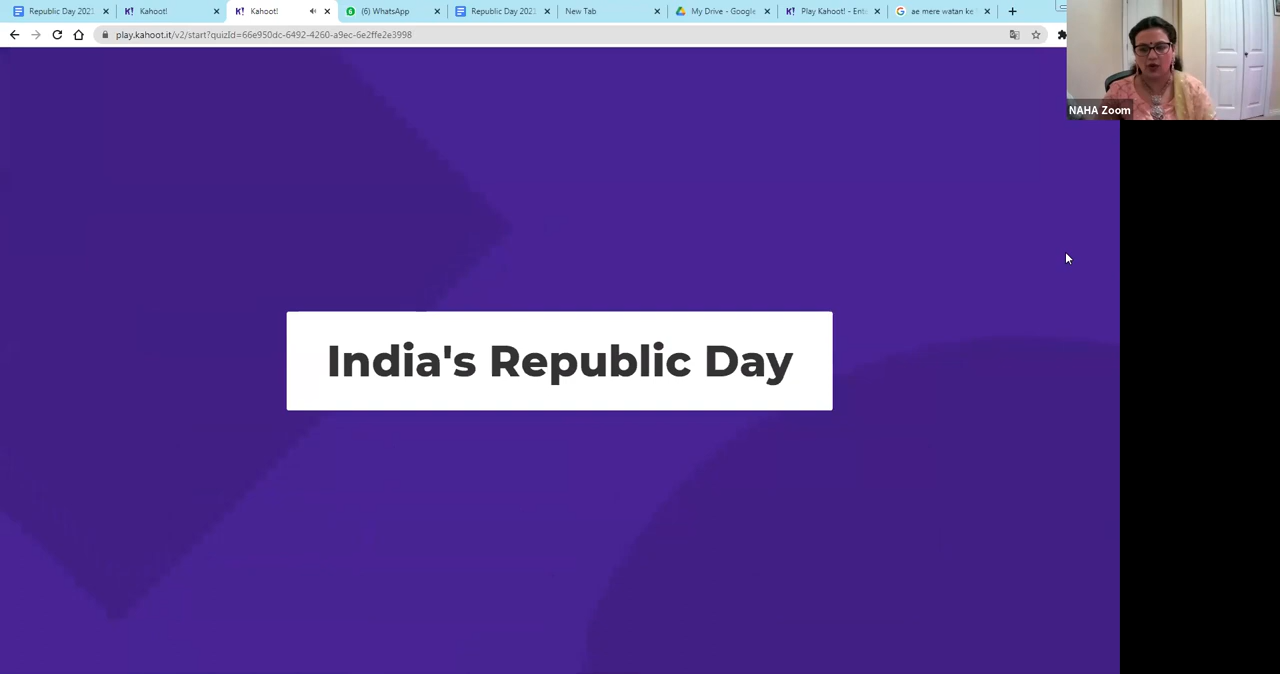 Republic Day 2021
Kahoot!
Kahoot!
(6) WhatsApp
Republic Day 2021
New Tab
My Drive - Google
Play Kahoot! - Ente
ae mere watan ke
play.kahoot.it/v2/start?quizId=66e950dc-6492-4260-a9ec-6e2ffe2e3998
NAHA Zoom
India's Republic Day